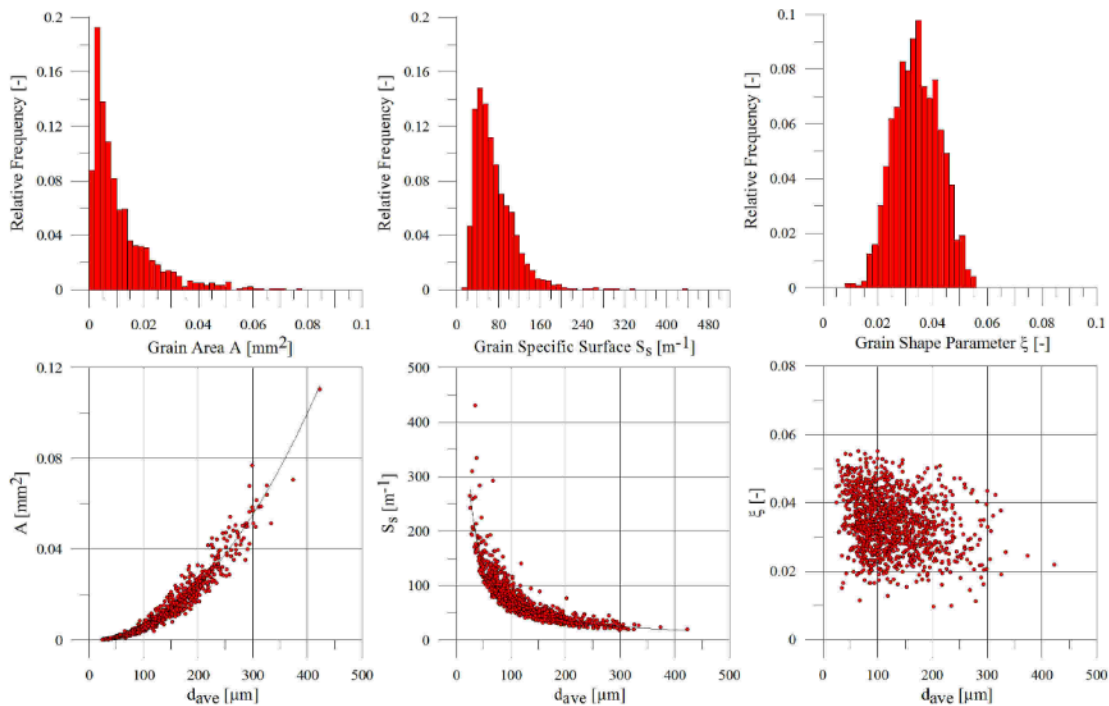 0.2
0.16
0.12
0.08
0.04
0
Relative Frequency [-]
0 0.02 0.04 0.06 0.08 0.1
Grain Area A [mm²]
0.2
0.16
0.12
0.08
0.04
0
Relative Frequency [-]
0 80 160 240 320 400 480
Grain Specific Surface Sₛ [m⁻¹]
0.1
0.08
0.06
0.04
0.02
0
Relative Frequency [-]
0 0.02 0.04 0.06 0.08 0.1
Grain Shape Parameter ξ [-]
0.12
0.08
0.04
0
A [mm²]
0 100 200 300 400 500
d_ave [µm]
500
400
300
200
100
0
Sₛ [m⁻¹]
0 100 200 300 400 500
d_ave [µm]
0.08
0.06
0.04
0.02
0
ξ [-]
0 100 200 300 400 500
d_ave [µm]